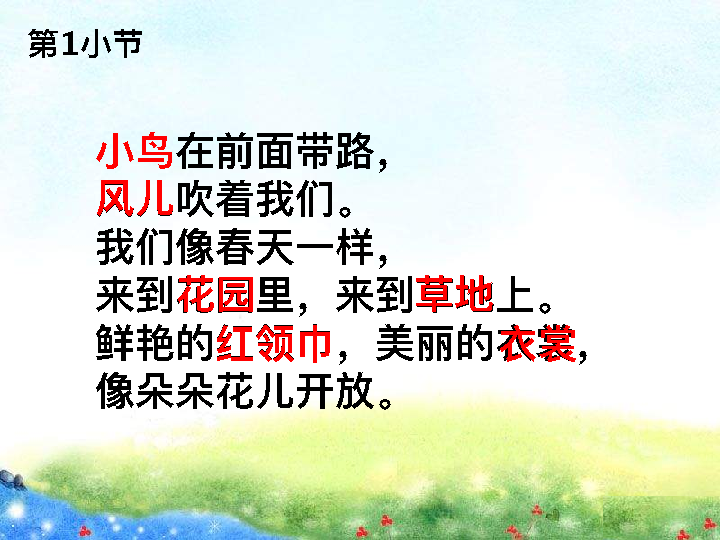 第1小节
小鸟在前面带路，
风儿吹着我们。
我们像春天一样，
来到花园里，来到草地上。
鲜艳的红领巾，美丽的衣裳，
像朵朵花儿开放。